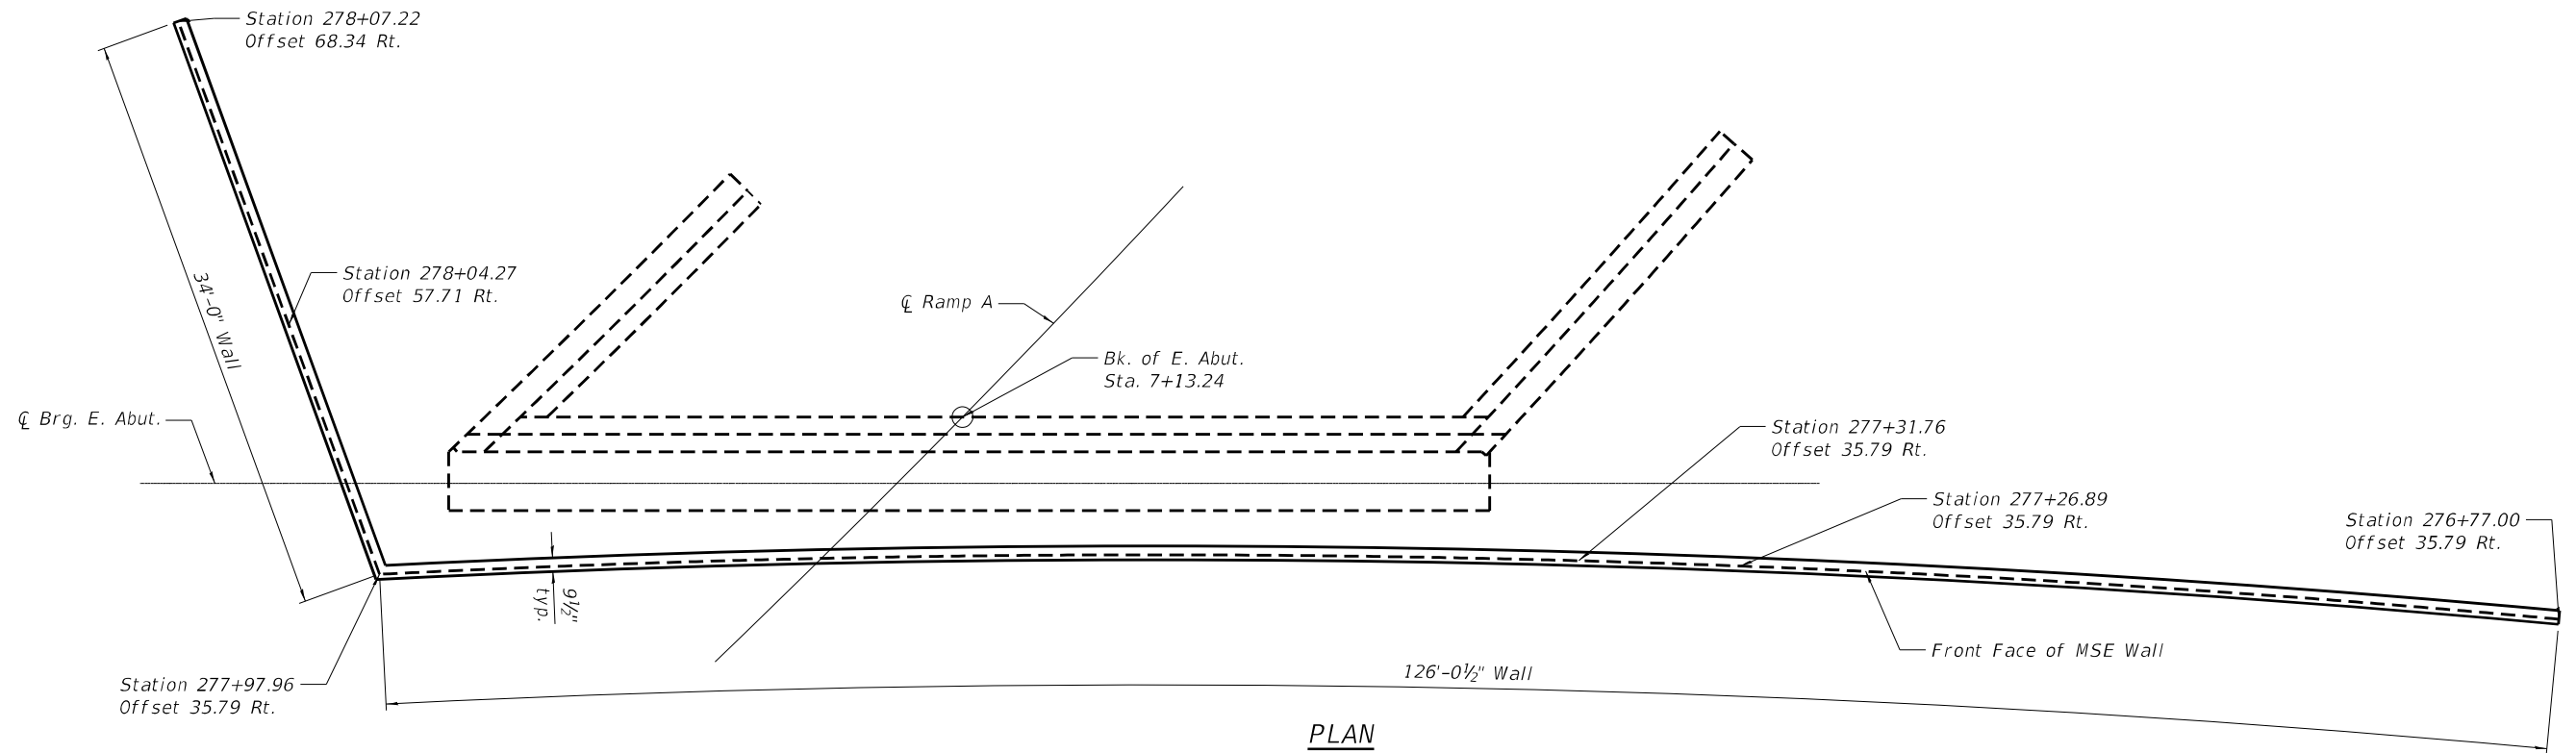 Station 278+07.22
Offset 68.34 Rt.
34'-0" Wall
Station 278+04.27
Offset 57.71 Rt.
℄ Ramp A
Bk. of E. Abut.
Sta. 7+13.24
℄ Brg. E. Abut.
Station 277+31.76
Offset 35.79 Rt.
Station 277+26.89
Offset 35.79 Rt.
Station 276+77.00
Offset 35.79 Rt.
9½"
typ.
Front Face of MSE Wall
Station 277+97.96
Offset 35.79 Rt.
126'-0½" Wall
PLAN